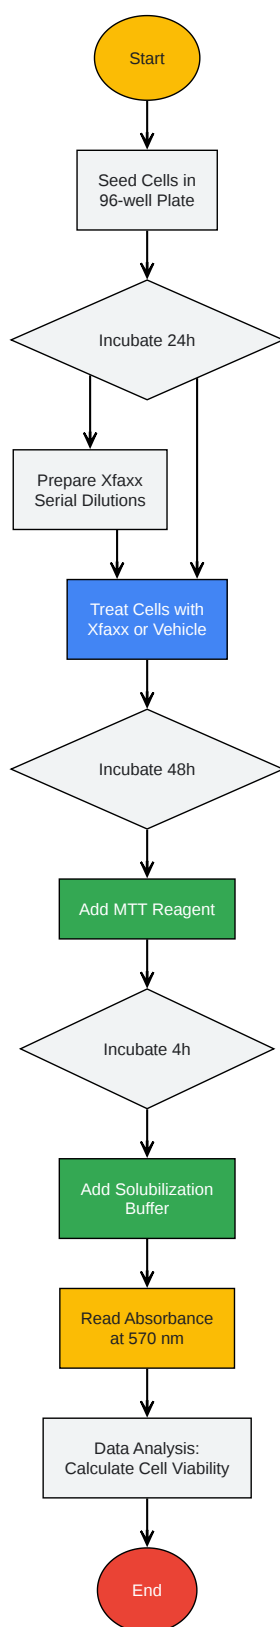 Start
Seed Cells in
96-well Plate
Incubate 24h
Prepare Xfaxx
Serial Dilutions
Treat Cells with
Xfaxx or Vehicle
Incubate 48h
Add MTT Reagent
Incubate 4h
Add Solubilization
Buffer
Read Absorbance
at 570 nm
Data Analysis:
Calculate Cell Viability
End